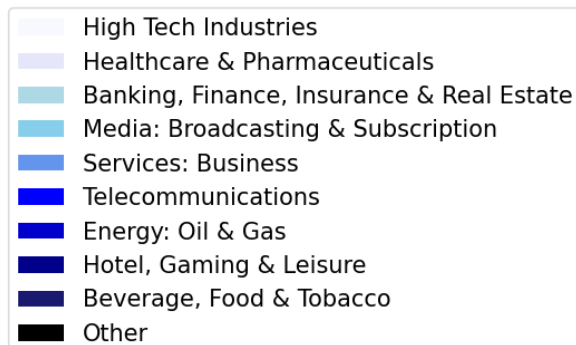 High Tech Industries
Healthcare & Pharmaceuticals
Banking, Finance, Insurance & Real Estate
Media: Broadcasting & Subscription
Services: Business
Telecommunications
Energy: Oil & Gas
Hotel, Gaming & Leisure
Beverage, Food & Tobacco
Other